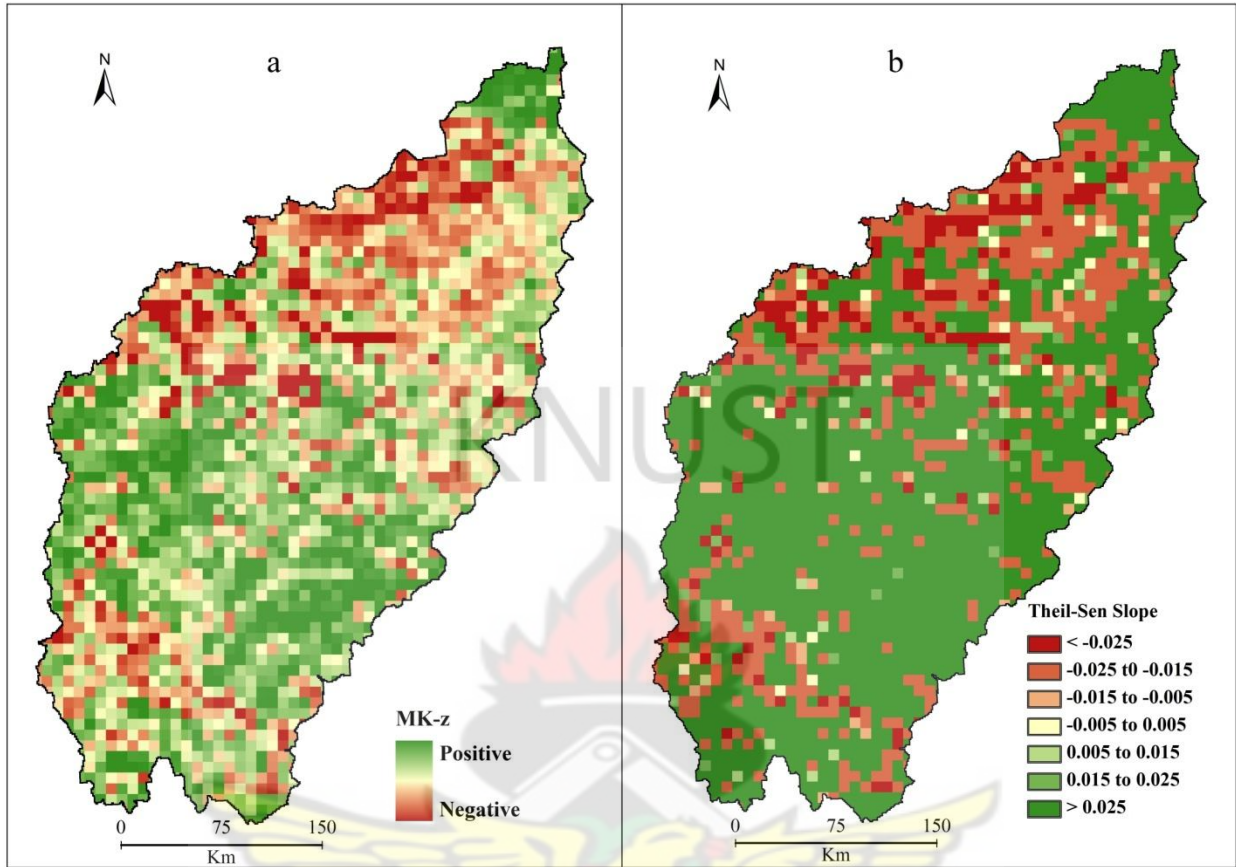 N
a
MK-z
Positive
Negative
0 75 150
Km
N
b
Theil-Sen Slope
< -0.025
-0.025 t0 -0.015
-0.015 to -0.005
-0.005 to 0.005
0.005 to 0.015
0.015 to 0.025
> 0.025
0 75 150
Km
KNUST